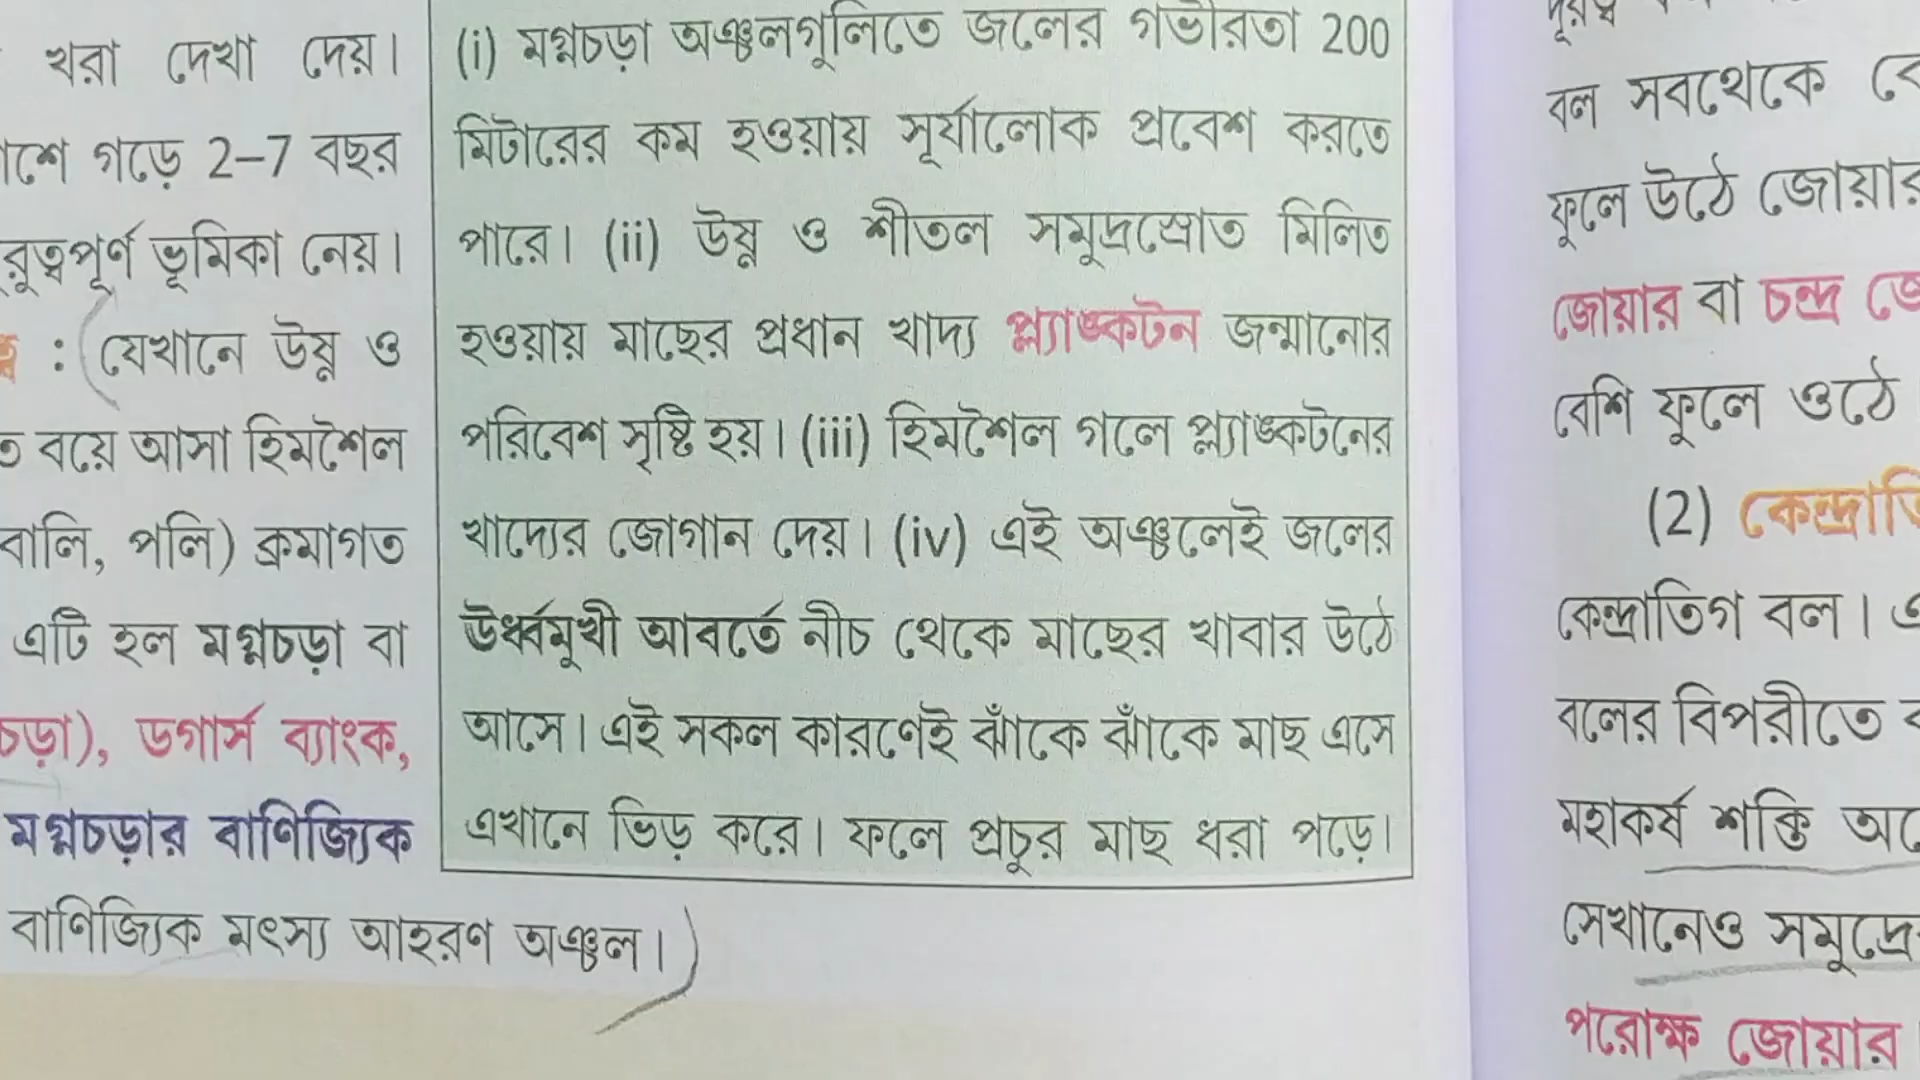 খরা দেখা দেয়।
গড়ে 2–7 বছর
ভূমিকা নেয়।
: (যেখানে উষ্ণ ও
বয়ে আসা হিমশৈল
বালি, পলি) ক্রমাগত
এটি হল মগ্নচড়া বা
ডগার্স ব্যাংক,
মগ্নচড়ার বাণিজ্যিক
বাণিজ্যিক মৎস্য আহরণ অঞ্চল।)
(i) মগ্নচড়া অঞ্চলগুলিতে জলের গভীরতা 200
মিটারের কম হওয়ায় সূর্যালোক প্রবেশ করতে
পারে। (ii) উষ্ণ ও শীতল সমুদ্রস্রোত মিলিত
হওয়ায় মাছের প্রধান খাদ্য প্ল্যাঙ্কটন জন্মানোর
পরিবেশ সৃষ্টি হয়। (iii) হিমশৈল গলে প্ল্যাঙ্কটনের
খাদ্যের জোগান দেয়। (iv) এই অঞ্চলেই জলের
ঊর্ধ্বমুখী আবর্তে নীচ থেকে মাছের খাবার উঠে
আসে। এই সকল কারণেই ঝাঁকে ঝাঁকে মাছ এসে
এখানে ভিড় করে। ফলে প্রচুর মাছ ধরা পড়ে।
বল সবথেকে
ফুলে উঠে জোয়ার
জোয়ার বা চন্দ্র
বেশি ফুলে ওঠে
(2)
কেন্দ্রাতিগ বল।
বলের বিপরীতে
মহাকর্ষ শক্তি
সেখানেও
পরোক্ষ জোয়ার